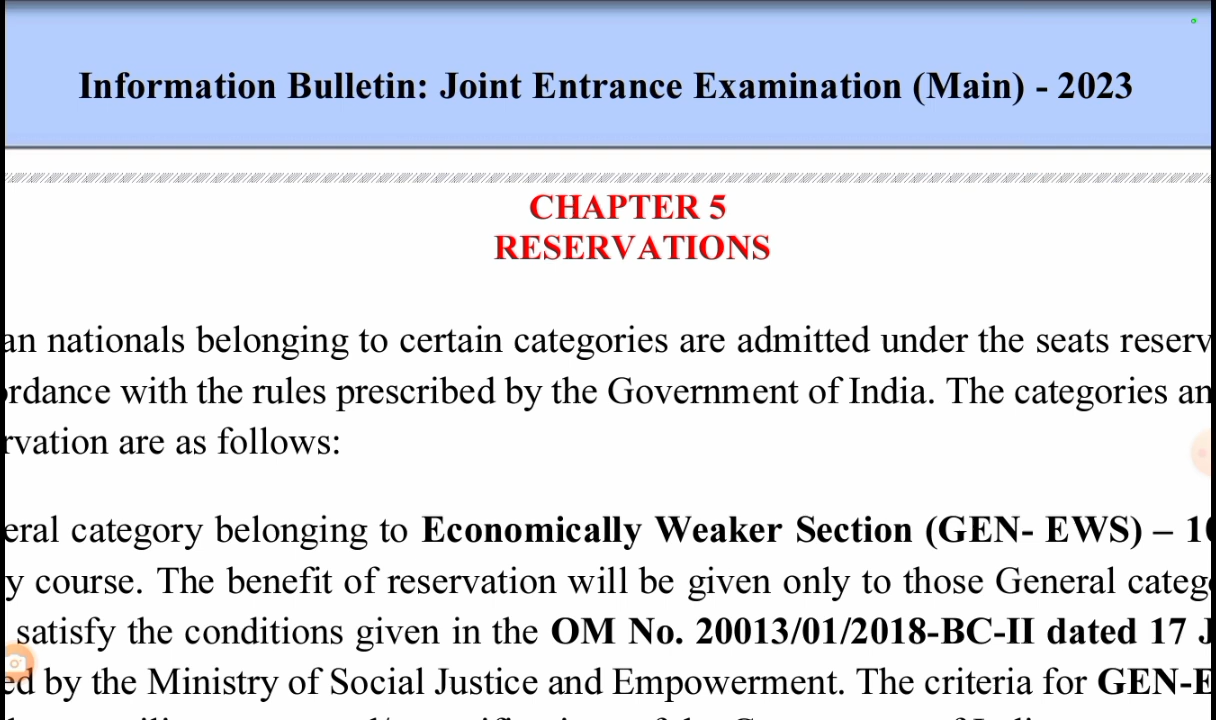 Information Bulletin: Joint Entrance Examination (Main) - 2023
CHAPTER 5
RESERVATIONS
an nationals belonging to certain categories are admitted under the seats reserv
ordance with the rules prescribed by the Government of India. The categories an
rvation are as follows:
eral category belonging to Economically Weaker Section (GEN- EWS) – 10
y course. The benefit of reservation will be given only to those General categ
satisfy the conditions given in the OM No. 20013/01/2018-BC-II dated 17 J
ed by the Ministry of Social Justice and Empowerment. The criteria for GEN-E